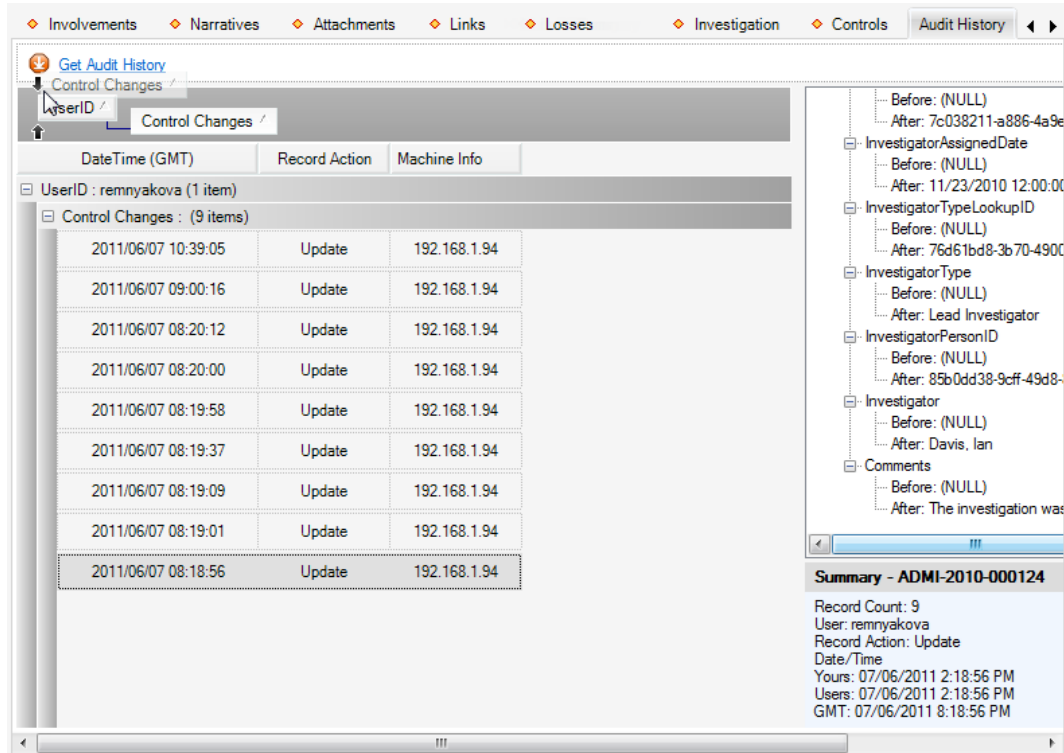 Involvements
Narratives
Attachments
Links
Losses
Investigation
Controls
Audit History
Get Audit History
Control Changes
UserID
Control Changes
DateTime (GMT) Record Action Machine Info
UserID : remnyakova (1 item)
Control Changes : (9 items)
2011/06/07 10:39:05 Update 192.168.1.94
2011/06/07 09:00:16 Update 192.168.1.94
2011/06/07 08:20:12 Update 192.168.1.94
2011/06/07 08:20:00 Update 192.168.1.94
2011/06/07 08:19:58 Update 192.168.1.94
2011/06/07 08:19:37 Update 192.168.1.94
2011/06/07 08:19:09 Update 192.168.1.94
2011/06/07 08:19:01 Update 192.168.1.94
2011/06/07 08:18:56 Update 192.168.1.94
Before: (NULL)
After: 7c038211-a886-4a9e
InvestigatorAssignedDate
Before: (NULL)
After: 11/23/2010 12:00:00
InvestigatorTypeLookupID
Before: (NULL)
After: 76d61bd8-3b70-4900
InvestigatorType
Before: (NULL)
After: Lead Investigator
InvestigatorPersonID
Before: (NULL)
After: 85b0dd38-9cff-49d8-
Investigator
Before: (NULL)
After: Davis, Ian
Comments
Before: (NULL)
After: The investigation was
Summary - ADMI-2010-000124
Record Count: 9
User: remnyakova
Record Action: Update
Date/Time
Yours: 07/06/2011 2:18:56 PM
Users: 07/06/2011 2:18:56 PM
GMT: 07/06/2011 8:18:56 PM